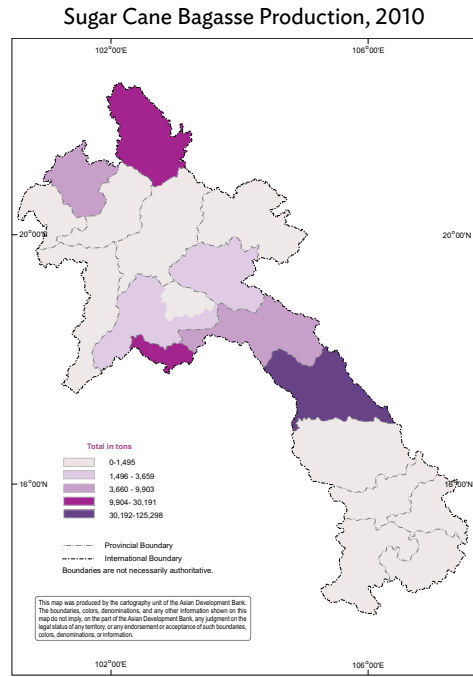 Sugar Cane Bagasse Production, 2010
102°00'E 106°00'E
20°00'N 20°00'N
16°00'N 16°00'N
Total in tons
0-1,495
1,496 - 3,659
3,660 - 9,903
9,904- 30,191
30,192-125,298
Provincial Boundary
International Boundary
Boundaries are not necessarily authoritative.
This map was produced by the cartography unit of the Asian Development Bank.
The boundaries, colors, denominations, and any other information shown on this
map do not imply, on the part of the Asian Development Bank, any judgment on the
legal status of any territory, or any endorsement or acceptance of such boundaries,
colors, denominations, or information.
102°00'E 106°00'E